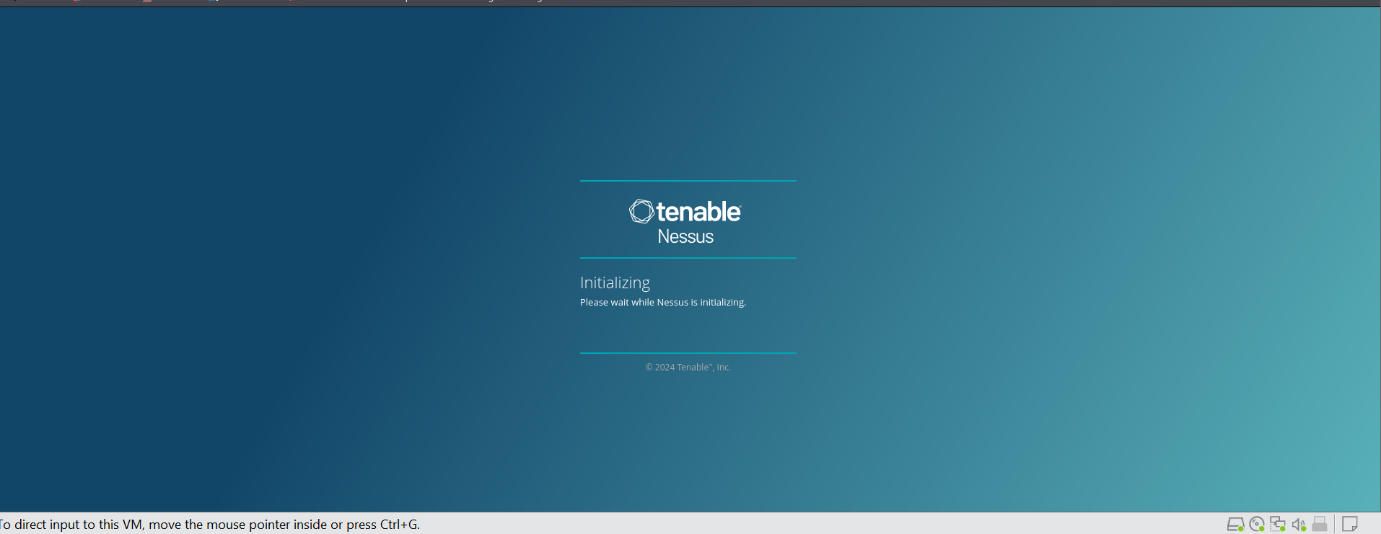 tenable
Nessus
Initializing
Please wait while Nessus is initializing.
© 2024 Tenable™, Inc.
To direct input to this VM, move the mouse pointer inside or press Ctrl+G.